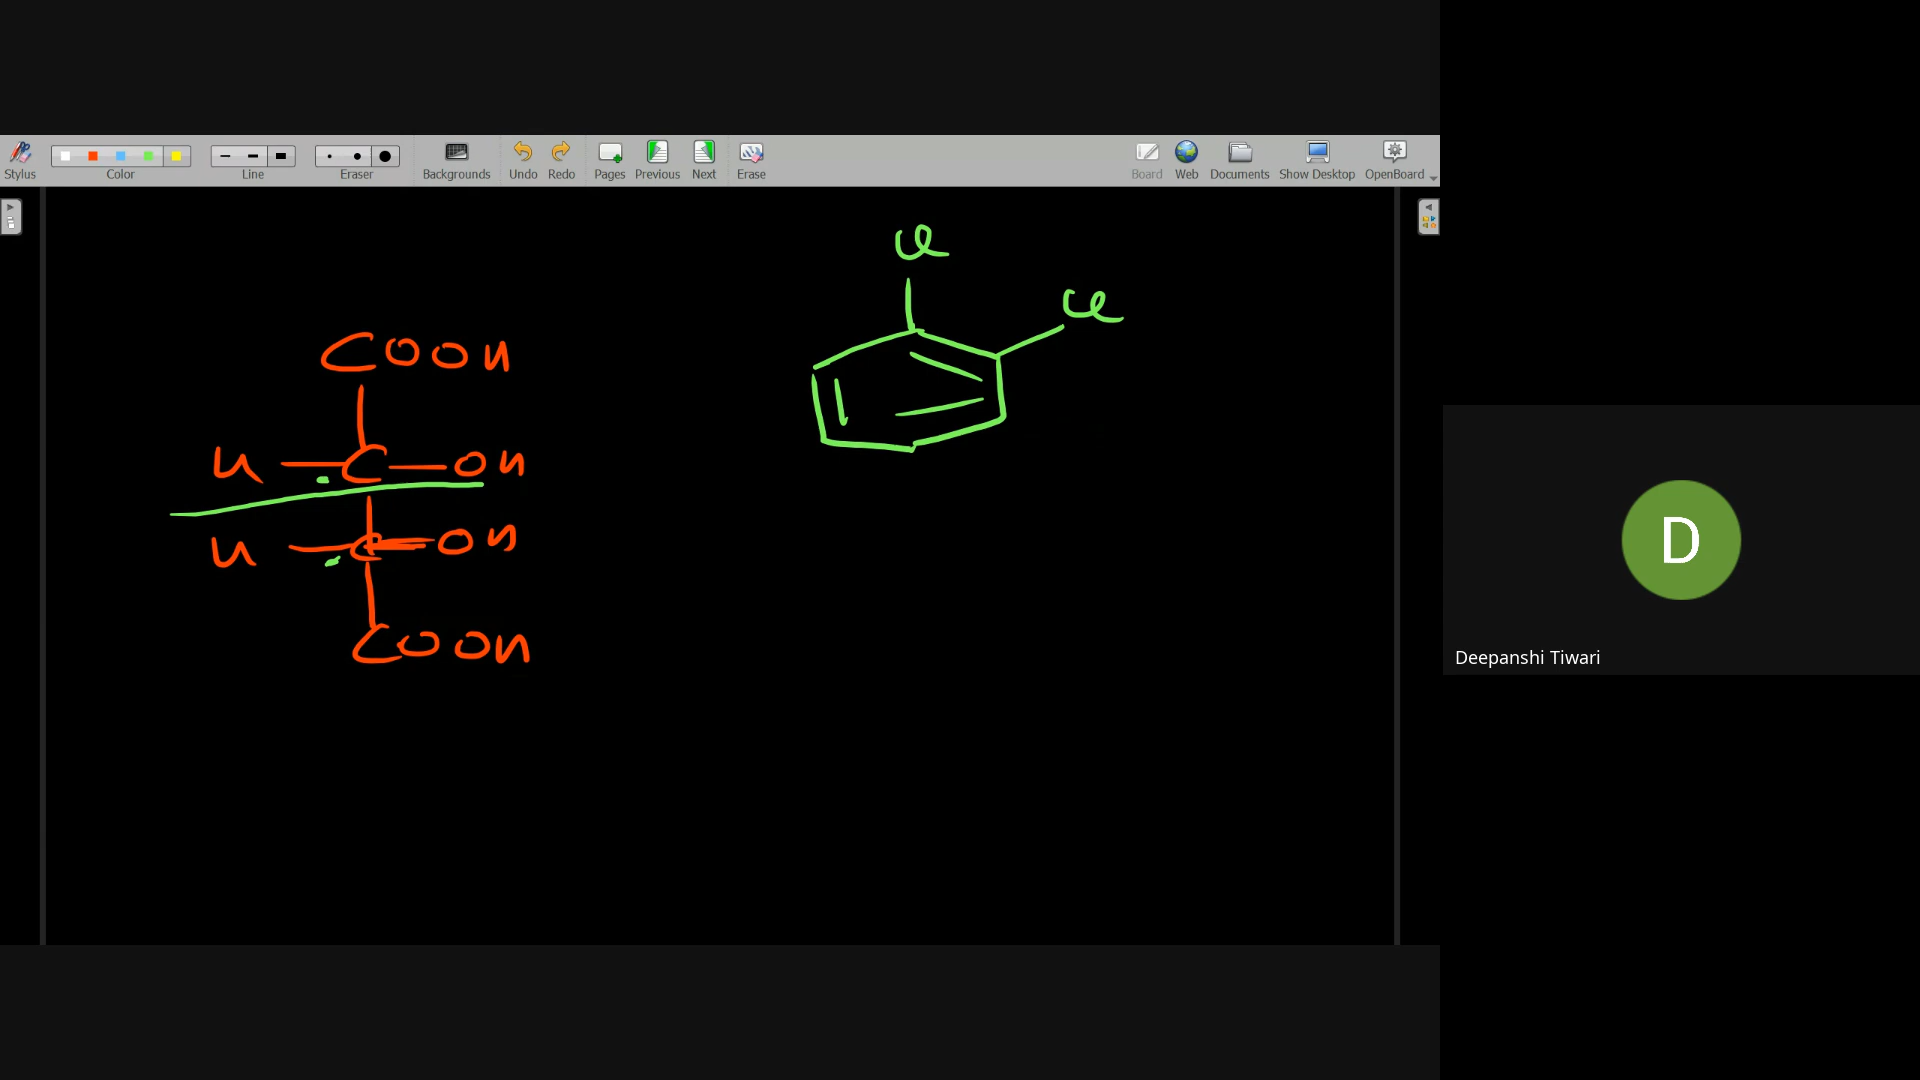 Stylus Color Line Eraser Backgrounds Undo Redo Pages Previous Next Erase Board Web Documents Show Desktop OpenBoard
Cl
Cl
COOH
H C OH
H C OH
COOH
D
Deepanshi Tiwari